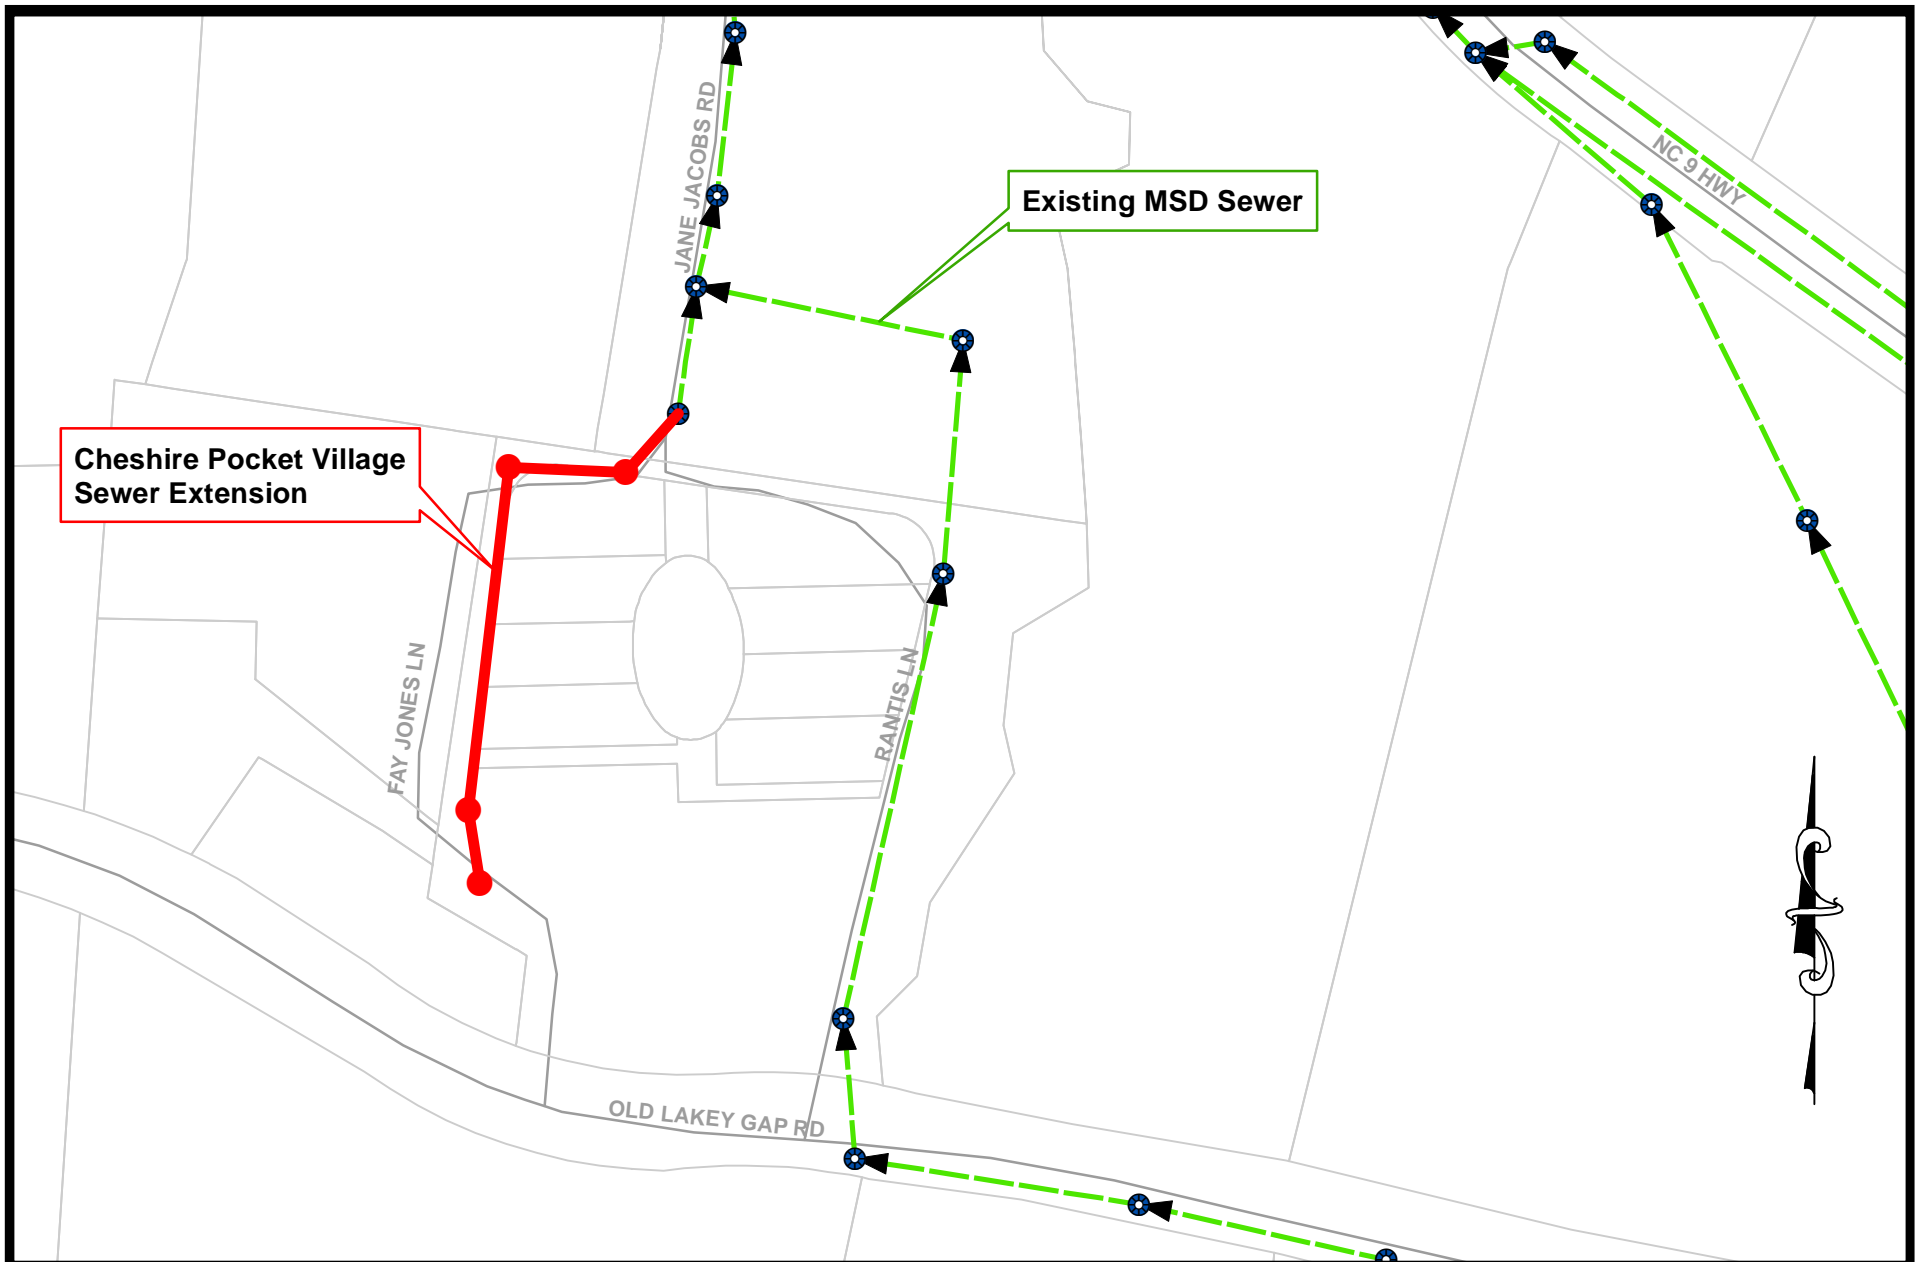 JANE JACOBS RD
NC 9 HWY
Existing MSD Sewer
Cheshire Pocket Village
Sewer Extension
FAY JONES LN
RANTIS LN
OLD LAKEY GAP RD